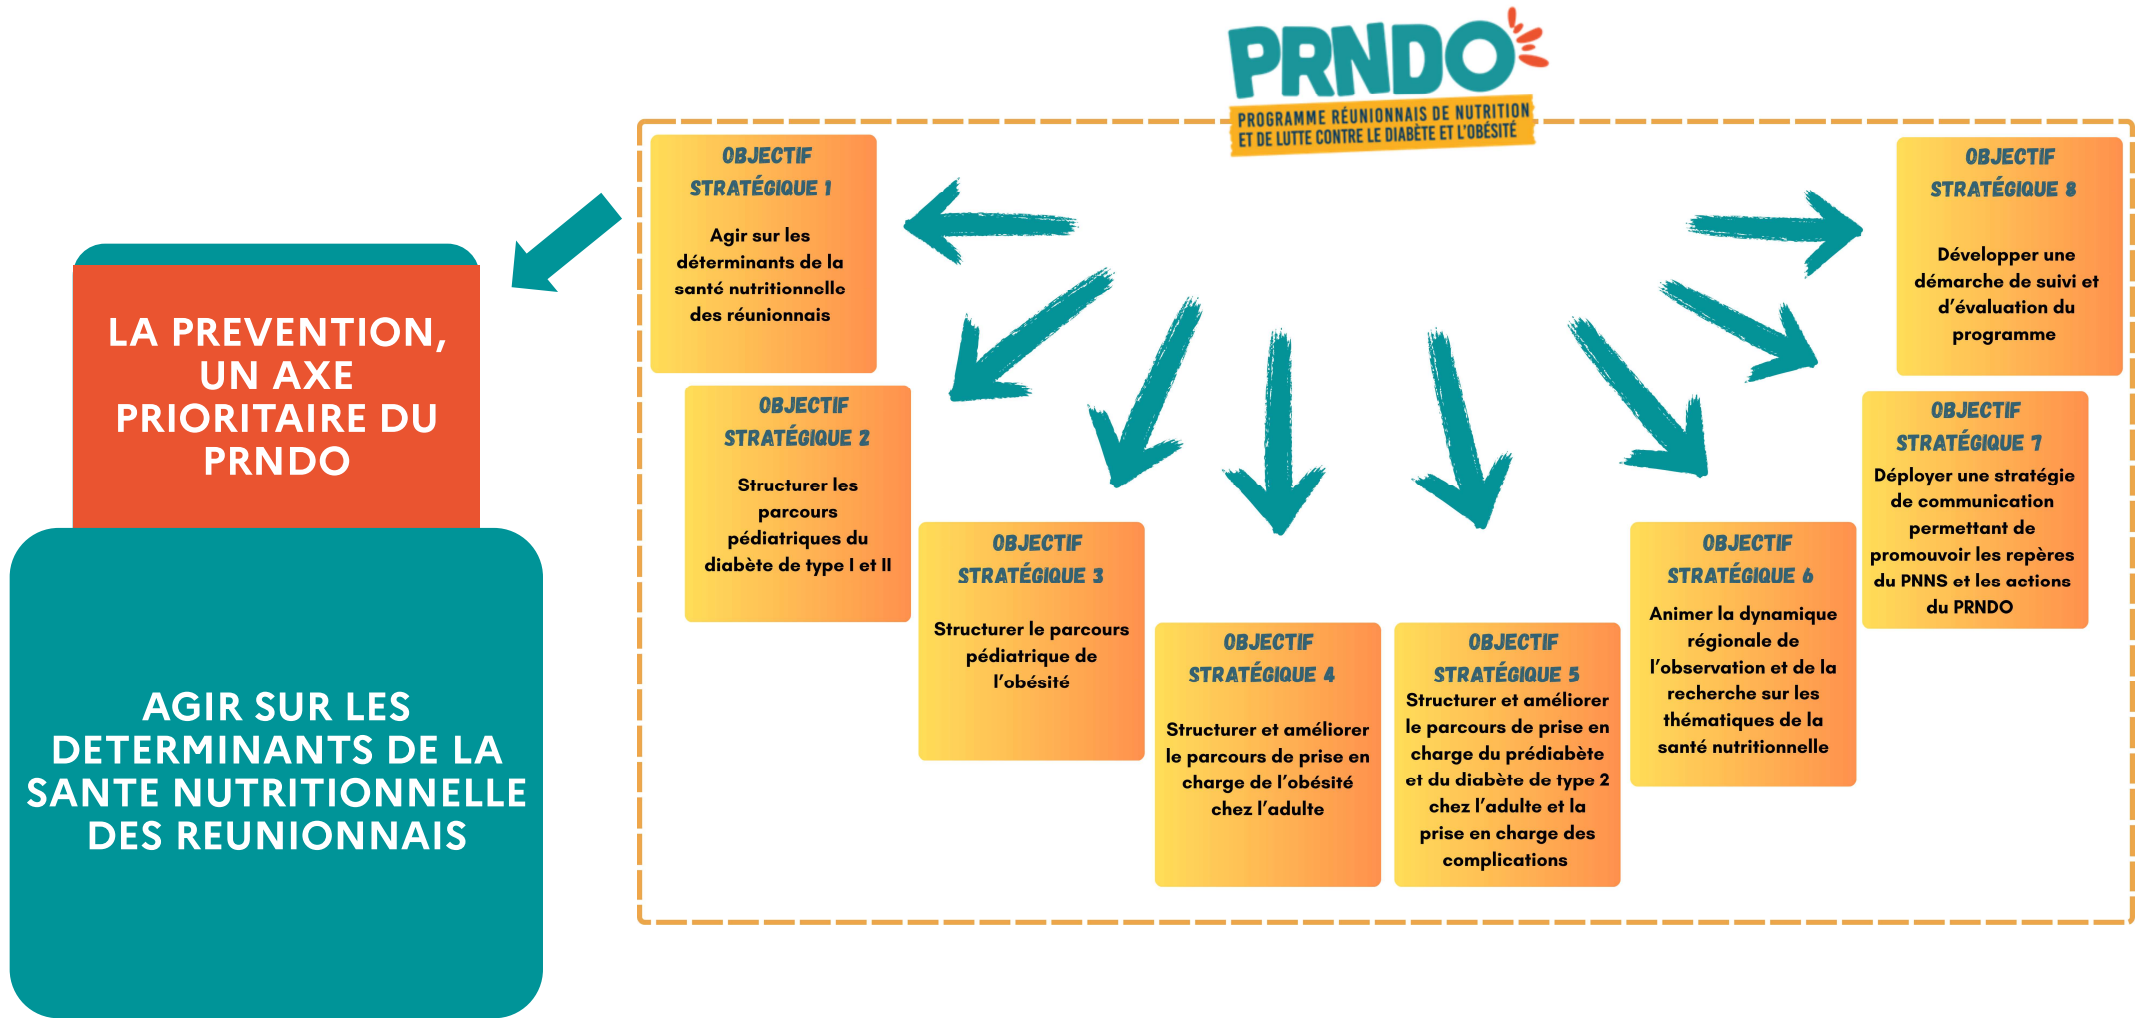 PRNDO
PROGRAMME RÉUNIONNAIS DE NUTRITION
ET DE LUTTE CONTRE LE DIABÈTE ET L'OBÉSITÉ
LA PREVENTION,
UN AXE
PRIORITAIRE DU
PRNDO
AGIR SUR LES
DETERMINANTS DE LA
SANTE NUTRITIONNELLE
DES REUNIONNAIS
OBJECTIF
STRATÉGIQUE 1
Agir sur les
déterminants de la
santé nutritionnelle
des réunionnais
OBJECTIF
STRATÉGIQUE 2
Structurer les
parcours
pédiatriques du
diabète de type I et II
OBJECTIF
STRATÉGIQUE 3
Structurer le parcours
pédiatrique de
l'obésité
OBJECTIF
STRATÉGIQUE 4
Structurer et améliorer
le parcours de prise en
charge de l'obésité
chez l'adulte
OBJECTIF
STRATÉGIQUE 5
Structurer et améliorer
le parcours de prise en
charge du prédiabète
et du diabète de type 2
chez l'adulte et la
prise en charge des
complications
OBJECTIF
STRATÉGIQUE 6
Animer la dynamique
régionale de
l'observation et de la
recherche sur les
thématiques de la
santé nutritionnelle
OBJECTIF
STRATÉGIQUE 7
Déployer une stratégie
de communication
permettant de
promouvoir les repères
du PNNS et les actions
du PRNDO
OBJECTIF
STRATÉGIQUE 8
Développer une
démarche de suivi et
d'évaluation du
programme